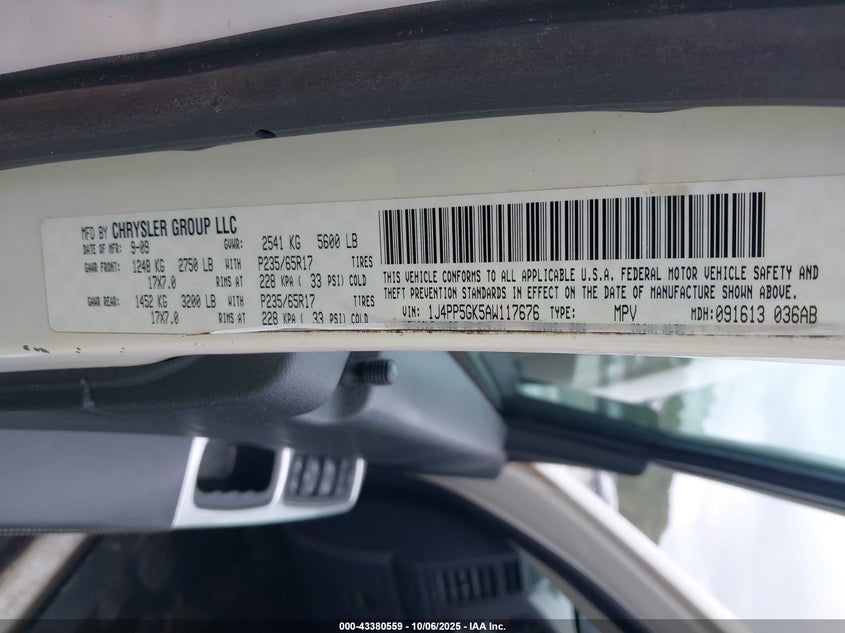 MFD BY CHRYSLER GROUP LLC
DATE OF MFR: 9-09 GVWR: 2541 KG 5600 LB
GAWR FRONT: 1248 KG 2750 LB WITH P235/65R17 TIRES
17X7.0 RIMS AT 228 KPA ( 33 PSI) COLD
GAWR REAR: 1452 KG 3200 LB WITH P235/65R17 TIRES
17X7.0 RIMS AT 228 KPA ( 33 PSI) COLD
THIS VEHICLE CONFORMS TO ALL APPLICABLE U.S.A. FEDERAL MOTOR VEHICLE SAFETY AND
THEFT PREVENTION STANDARDS IN EFFECT ON THE DATE OF MANUFACTURE SHOWN ABOVE.
VIN: 1J4PP5GK5AW117676 TYPE: MPV MDH:091613 036AB
000-43380559 - 10/06/2025 - IAA Inc.